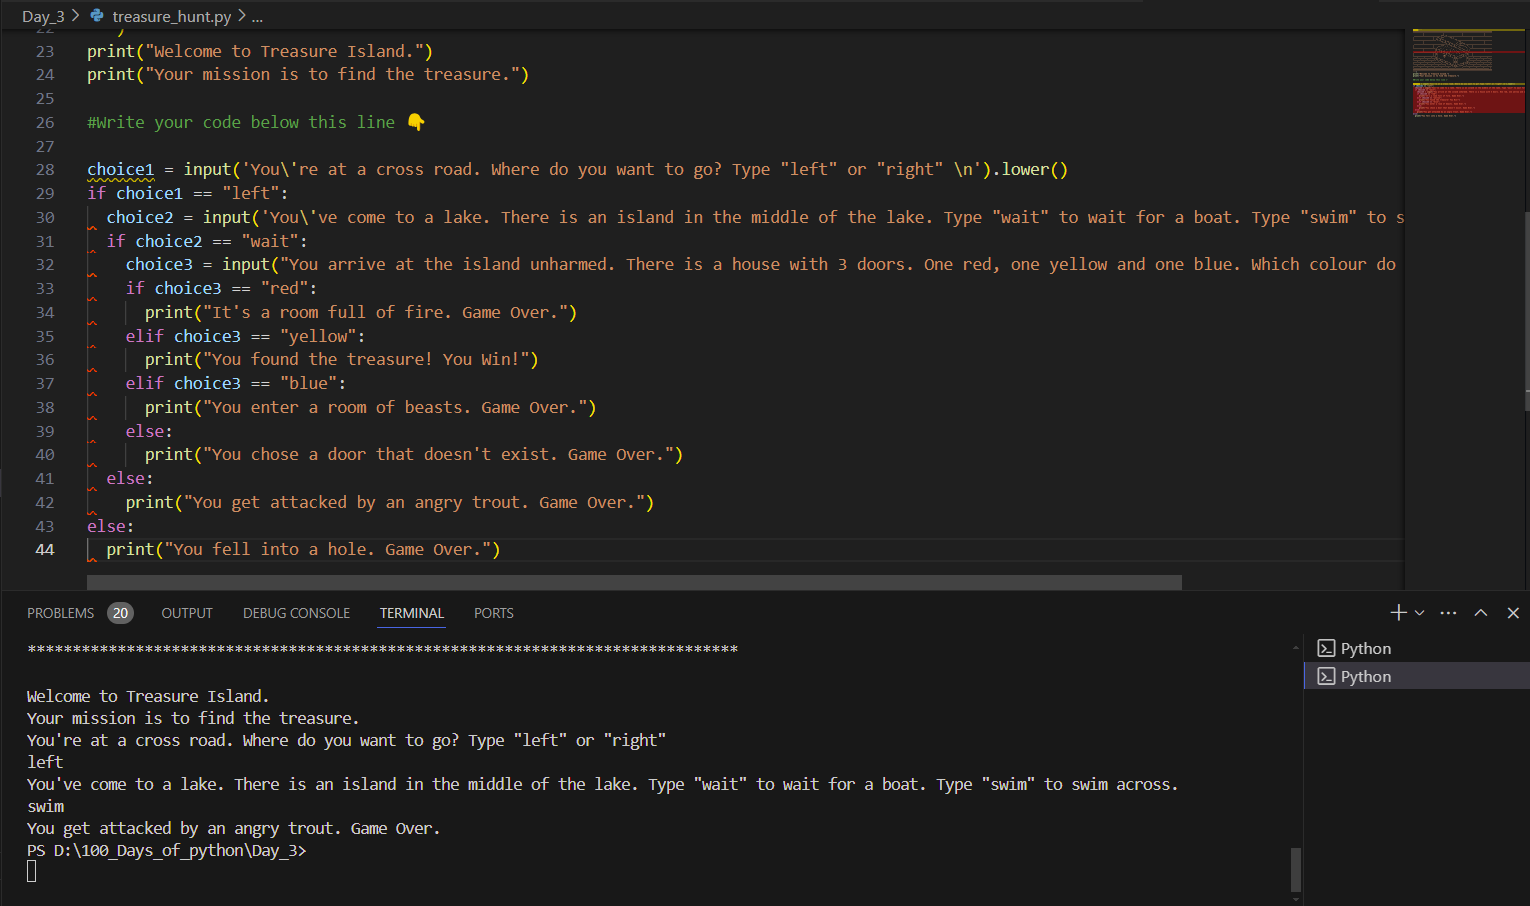 Day_3 > treasure_hunt.py > ...
22 )
23 print("Welcome to Treasure Island.")
24 print("Your mission is to find the treasure.")
25
26 #Write your code below this line 👇
27
28 choice1 = input('You\'re at a cross road. Where do you want to go? Type "left" or "right" \n').lower()
29 if choice1 == "left":
30   choice2 = input('You\'ve come to a lake. There is an island in the middle of the lake. Type "wait" to wait for a boat. Type "swim" to s
31   if choice2 == "wait":
32     choice3 = input("You arrive at the island unharmed. There is a house with 3 doors. One red, one yellow and one blue. Which colour do
33     if choice3 == "red":
34       print("It's a room full of fire. Game Over.")
35     elif choice3 == "yellow":
36       print("You found the treasure! You Win!")
37     elif choice3 == "blue":
38       print("You enter a room of beasts. Game Over.")
39     else:
40       print("You chose a door that doesn't exist. Game Over.")
41   else:
42     print("You get attacked by an angry trout. Game Over.")
43 else:
44   print("You fell into a hole. Game Over.")
PROBLEMS 20 OUTPUT DEBUG CONSOLE TERMINAL PORTS
*******************************************************************************
Welcome to Treasure Island.
Your mission is to find the treasure.
You're at a cross road. Where do you want to go? Type "left" or "right"
left
You've come to a lake. There is an island in the middle of the lake. Type "wait" to wait for a boat. Type "swim" to swim across.
swim
You get attacked by an angry trout. Game Over.
PS D:\100_Days_of_python\Day_3>
Python
Python